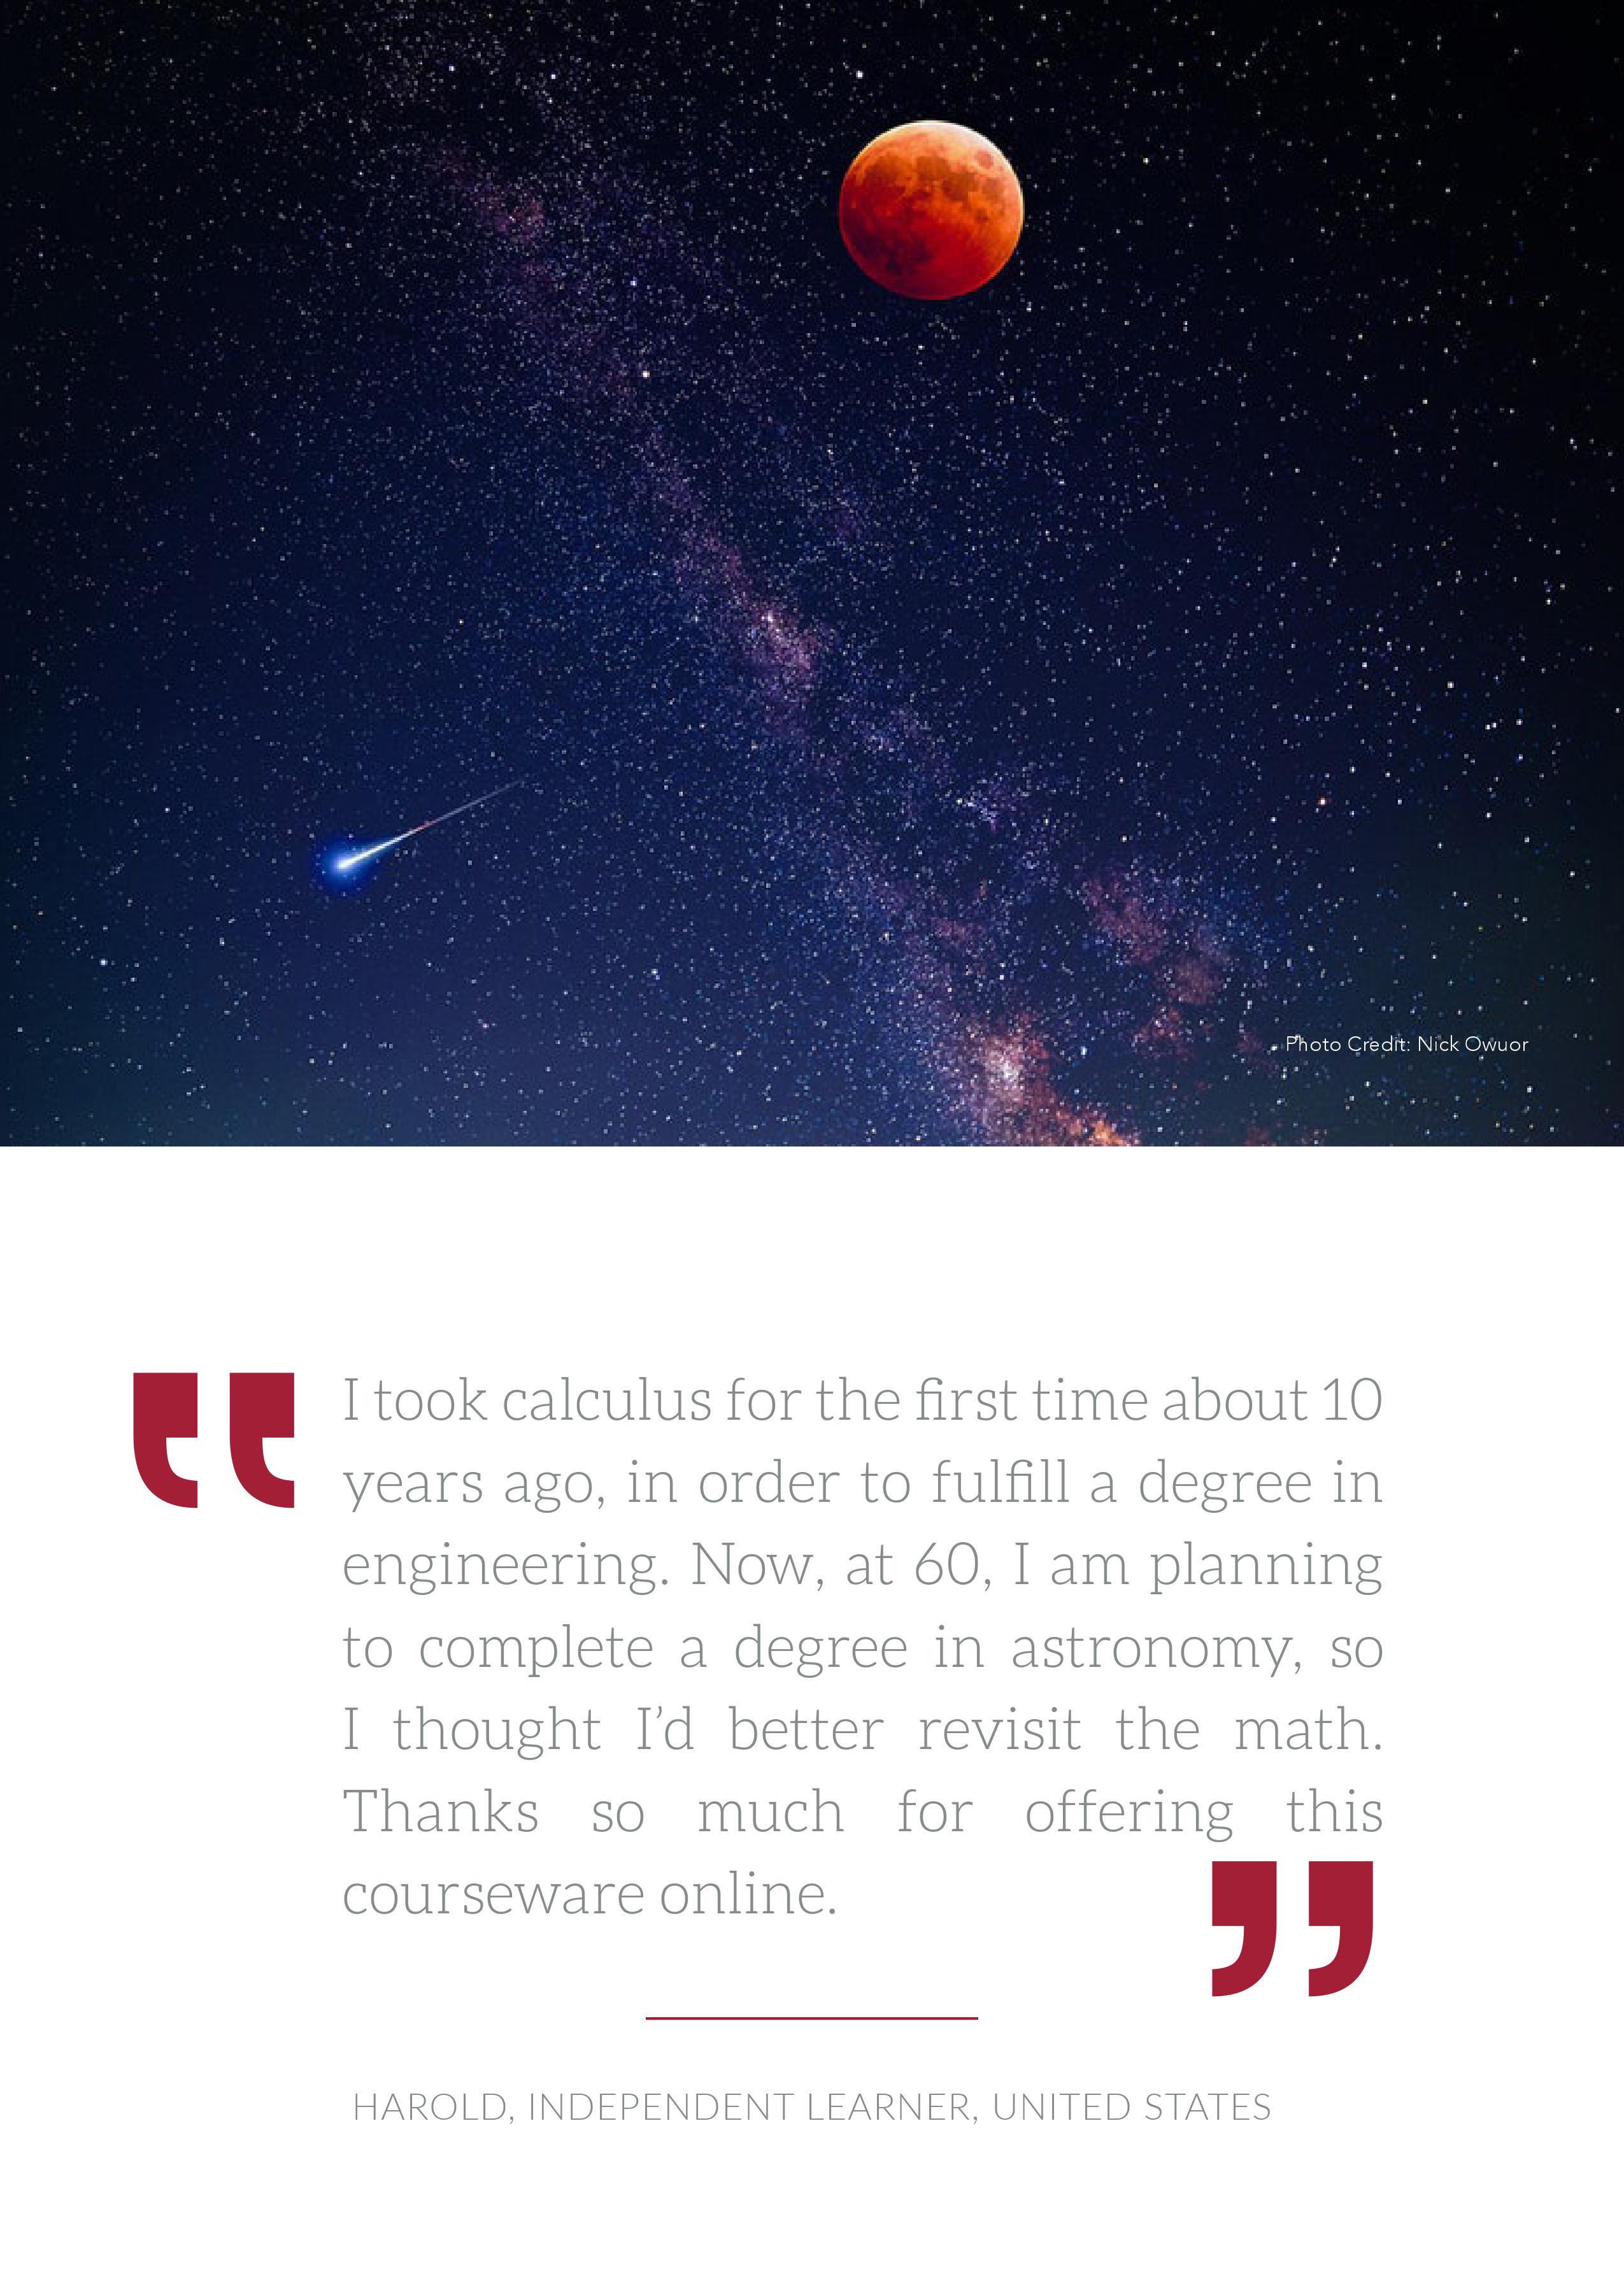 Photo Credit: Nick Owuor
“I took calculus for the first time about 10
years ago, in order to fulfill a degree in
engineering. Now, at 60, I am planning
to complete a degree in astronomy, so
I thought I’d better revisit the math.
Thanks so much for offering this
courseware online.”
HAROLD, INDEPENDENT LEARNER, UNITED STATES